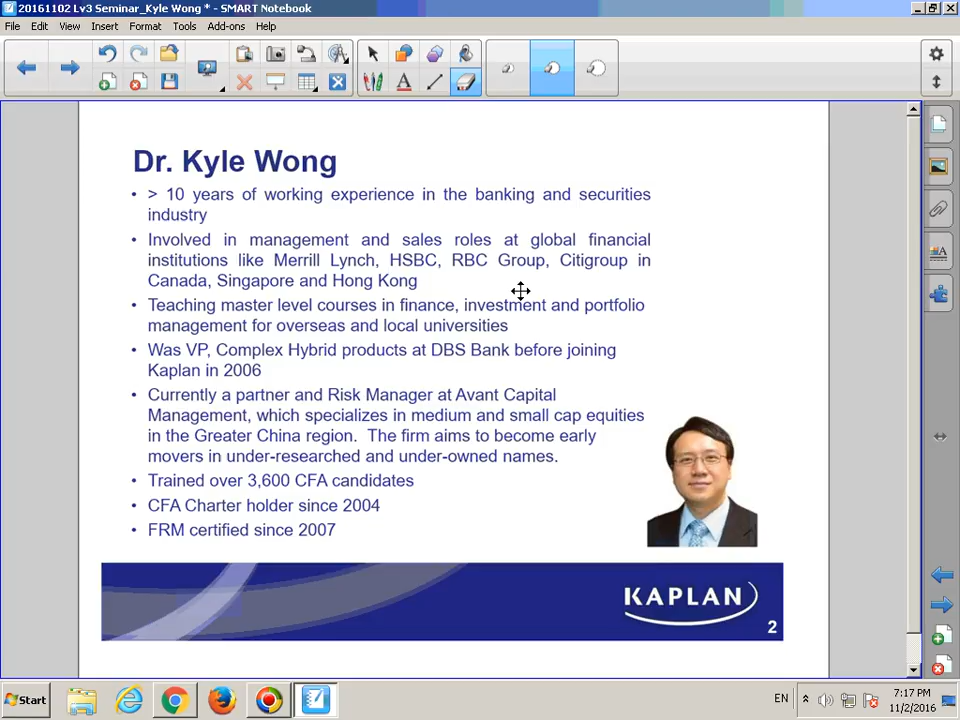 20161102 Lv3 Seminar_Kyle Wong * - SMART Notebook
File Edit View Insert Format Tools Add-ons Help
Dr. Kyle Wong
• > 10 years of working experience in the banking and securities
industry
• Involved in management and sales roles at global financial
institutions like Merrill Lynch, HSBC, RBC Group, Citigroup in
Canada, Singapore and Hong Kong
• Teaching master level courses in finance, investment and portfolio
management for overseas and local universities
• Was VP, Complex Hybrid products at DBS Bank before joining
Kaplan in 2006
• Currently a partner and Risk Manager at Avant Capital
Management, which specializes in medium and small cap equities
in the Greater China region. The firm aims to become early
movers in under-researched and under-owned names.
• Trained over 3,600 CFA candidates
• CFA Charter holder since 2004
• FRM certified since 2007
KAPLAN
2
Start
EN
7:17 PM
11/2/2016